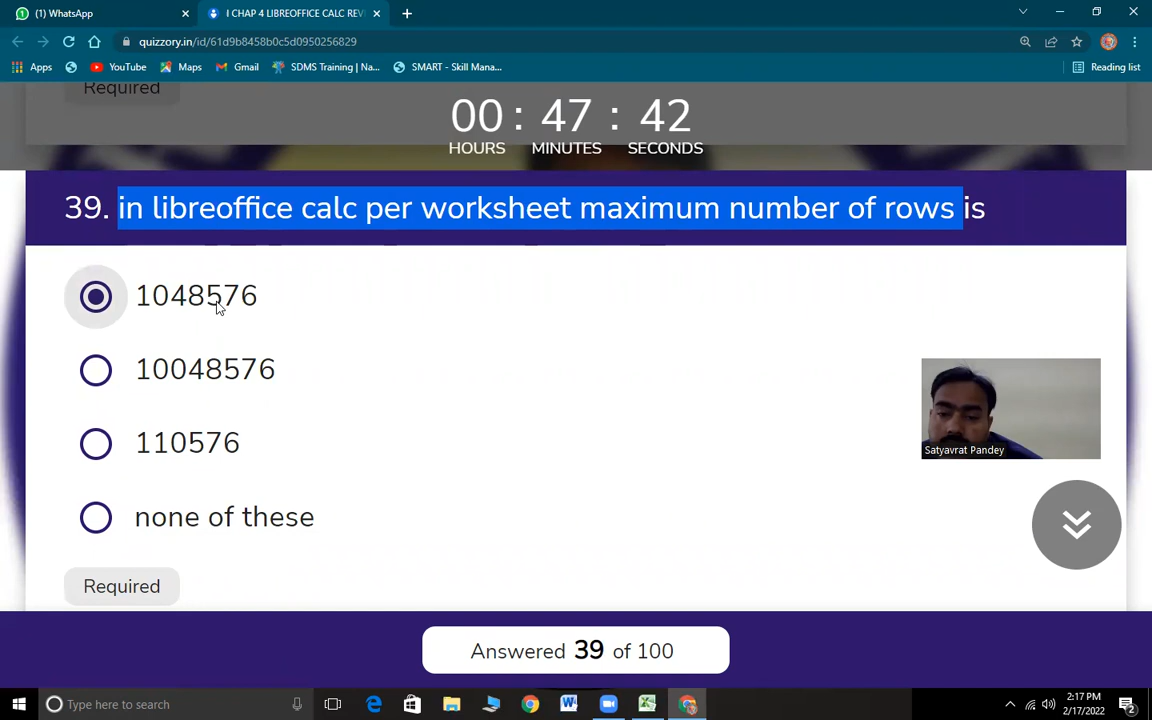 (1) WhatsApp
I CHAP 4 LIBREOFFICE CALC REV
quizzory.in/id/61d9b8458b0c5d0950256829
Apps
YouTube
Maps
Gmail
SDMS Training | Na...
SMART - Skill Mana...
Reading list
Required
00 : 47 : 42
HOURS MINUTES SECONDS
39. in libreoffice calc per worksheet maximum number of rows is
1048576
10048576
110576
none of these
Satyavrat Pandey
Required
Answered 39 of 100
Type here to search
2:17 PM
2/17/2022
2